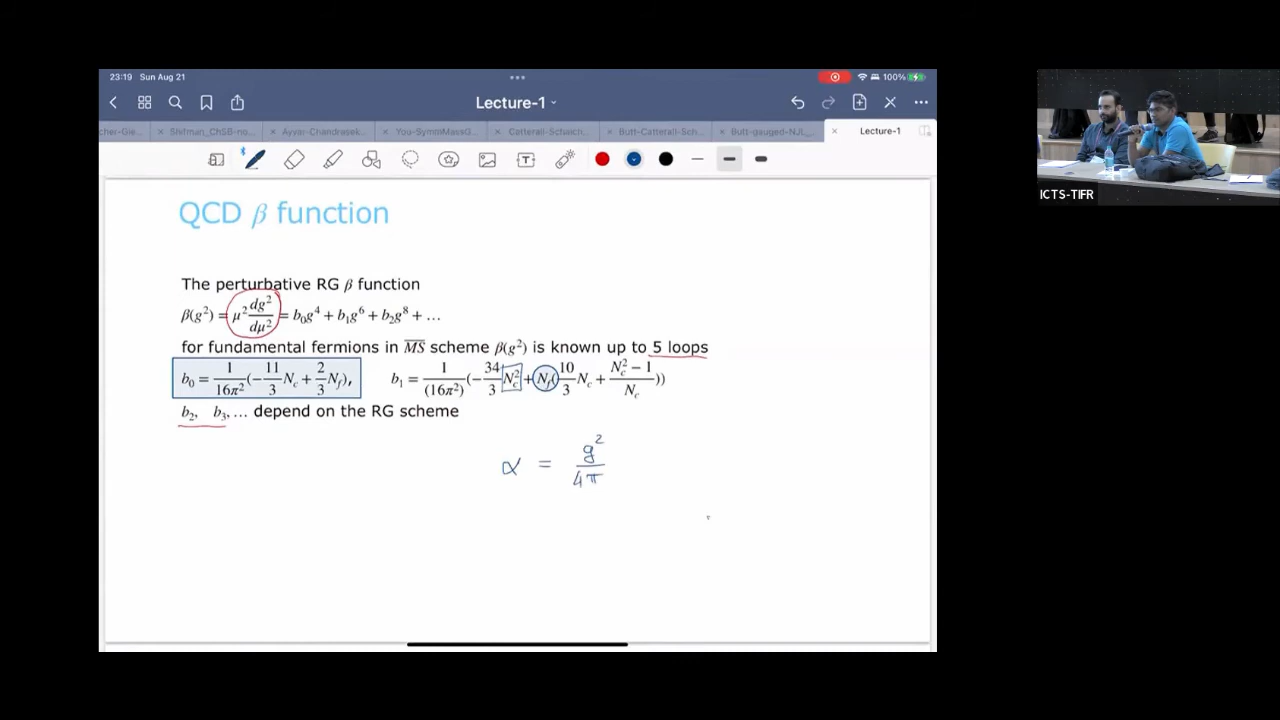 23:19 Sun Aug 21
100%
Lecture-1
Shifman_ChSB-no...
Ayyar-Chandrasek...
You-SymmMassG...
Catterall-Schaich...
Butt-Catterall-Sch...
Butt-gauged-NJL...
Lecture-1
QCD β function
The perturbative RG β function
β(g²) = μ² dg²/dμ² = b₀g⁴ + b₁g⁶ + b₂g⁸ + …
for fundamental fermions in \overline{MS} scheme β(g²) is known up to 5 loops
b₀ = 1/16π² (−11/3 N_c + 2/3 N_f), b₁ = 1/(16π²) (−34/3 N_c² + N_f(10/3 N_c + N_c² − 1/N_c))
b₂, b₃, … depend on the RG scheme
α = g²/4π
ICTS-TIFR